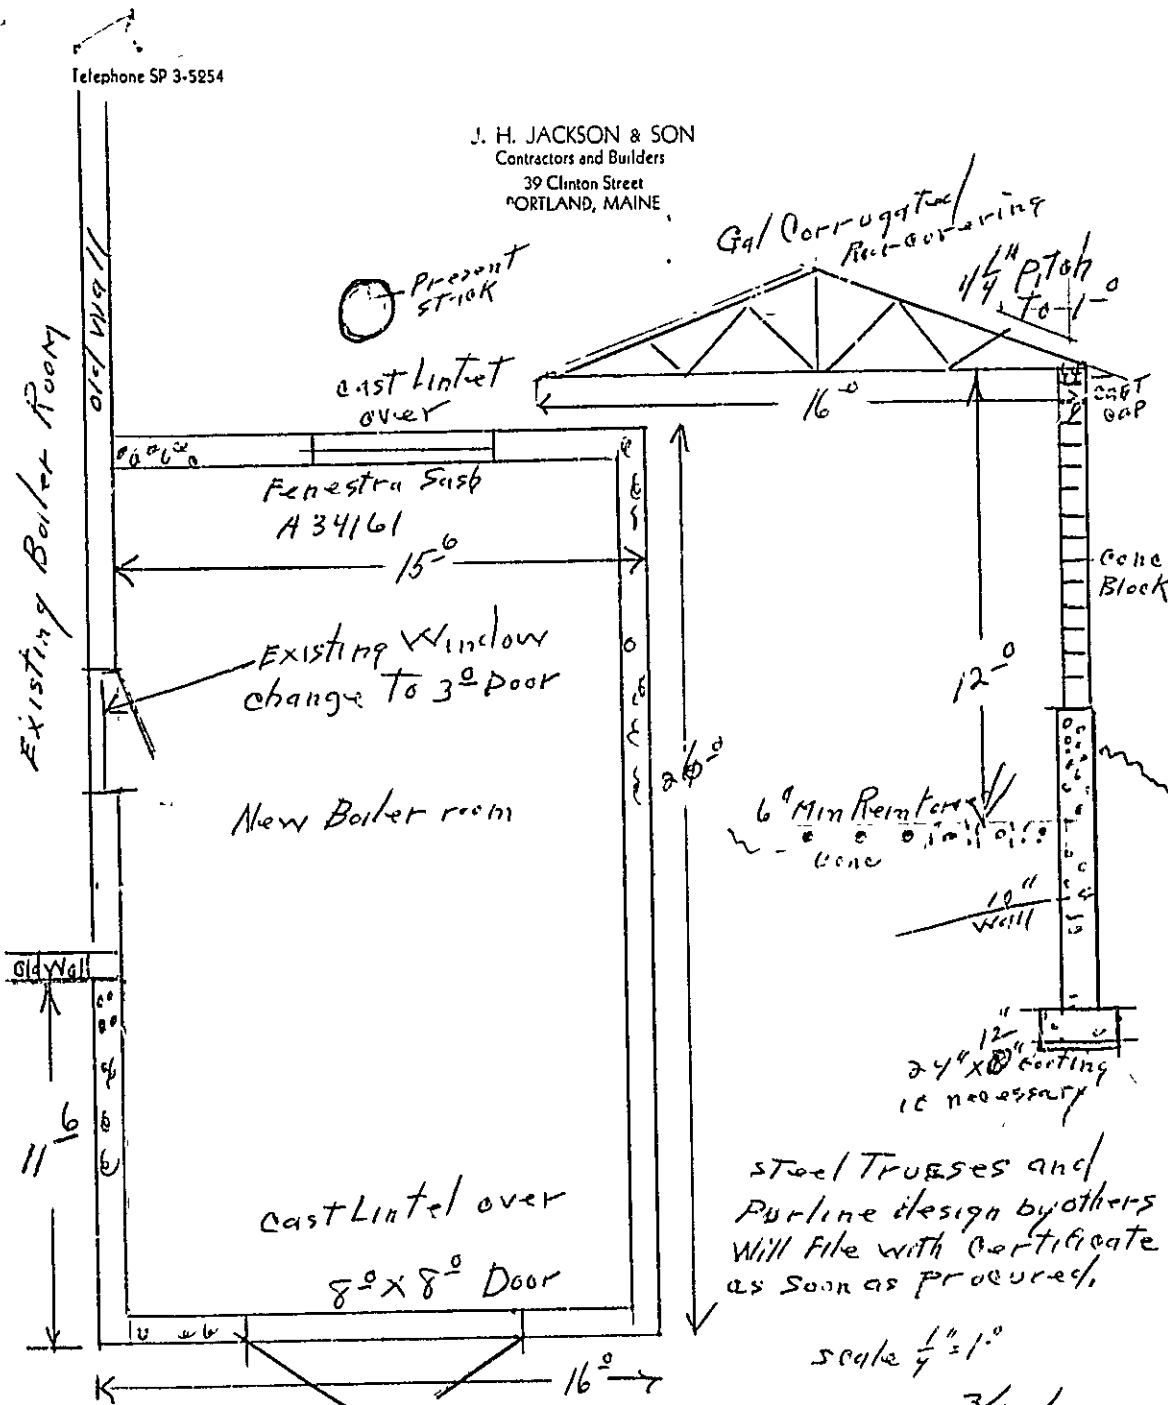 Telephone SP 3-5254
J. H. JACKSON & SON
Contractors and Builders
39 Clinton Street
PORTLAND, MAINE
Gal Corrugated
covering
4 1/4" Pitch
To 1-0
Present
stack
Old Wall
Existing Boiler Room
cast Lintel
over
16-0
cast
cap
Fenestra Sash
A 34161
15-6
Conc
Block
Existing Window
change To 3-0 Door
12-0
New Boiler room
6" Min Reinforced
conc
10"
Wall
Old Wall
12"
24" x footing
if necessary
11-6
steel Trusses and
Purline design by others
Will File with Certificate
as soon as procured.
cast Lintel over
8-0 x 8-0 Door
scale 1/4" = 1-0
16-0